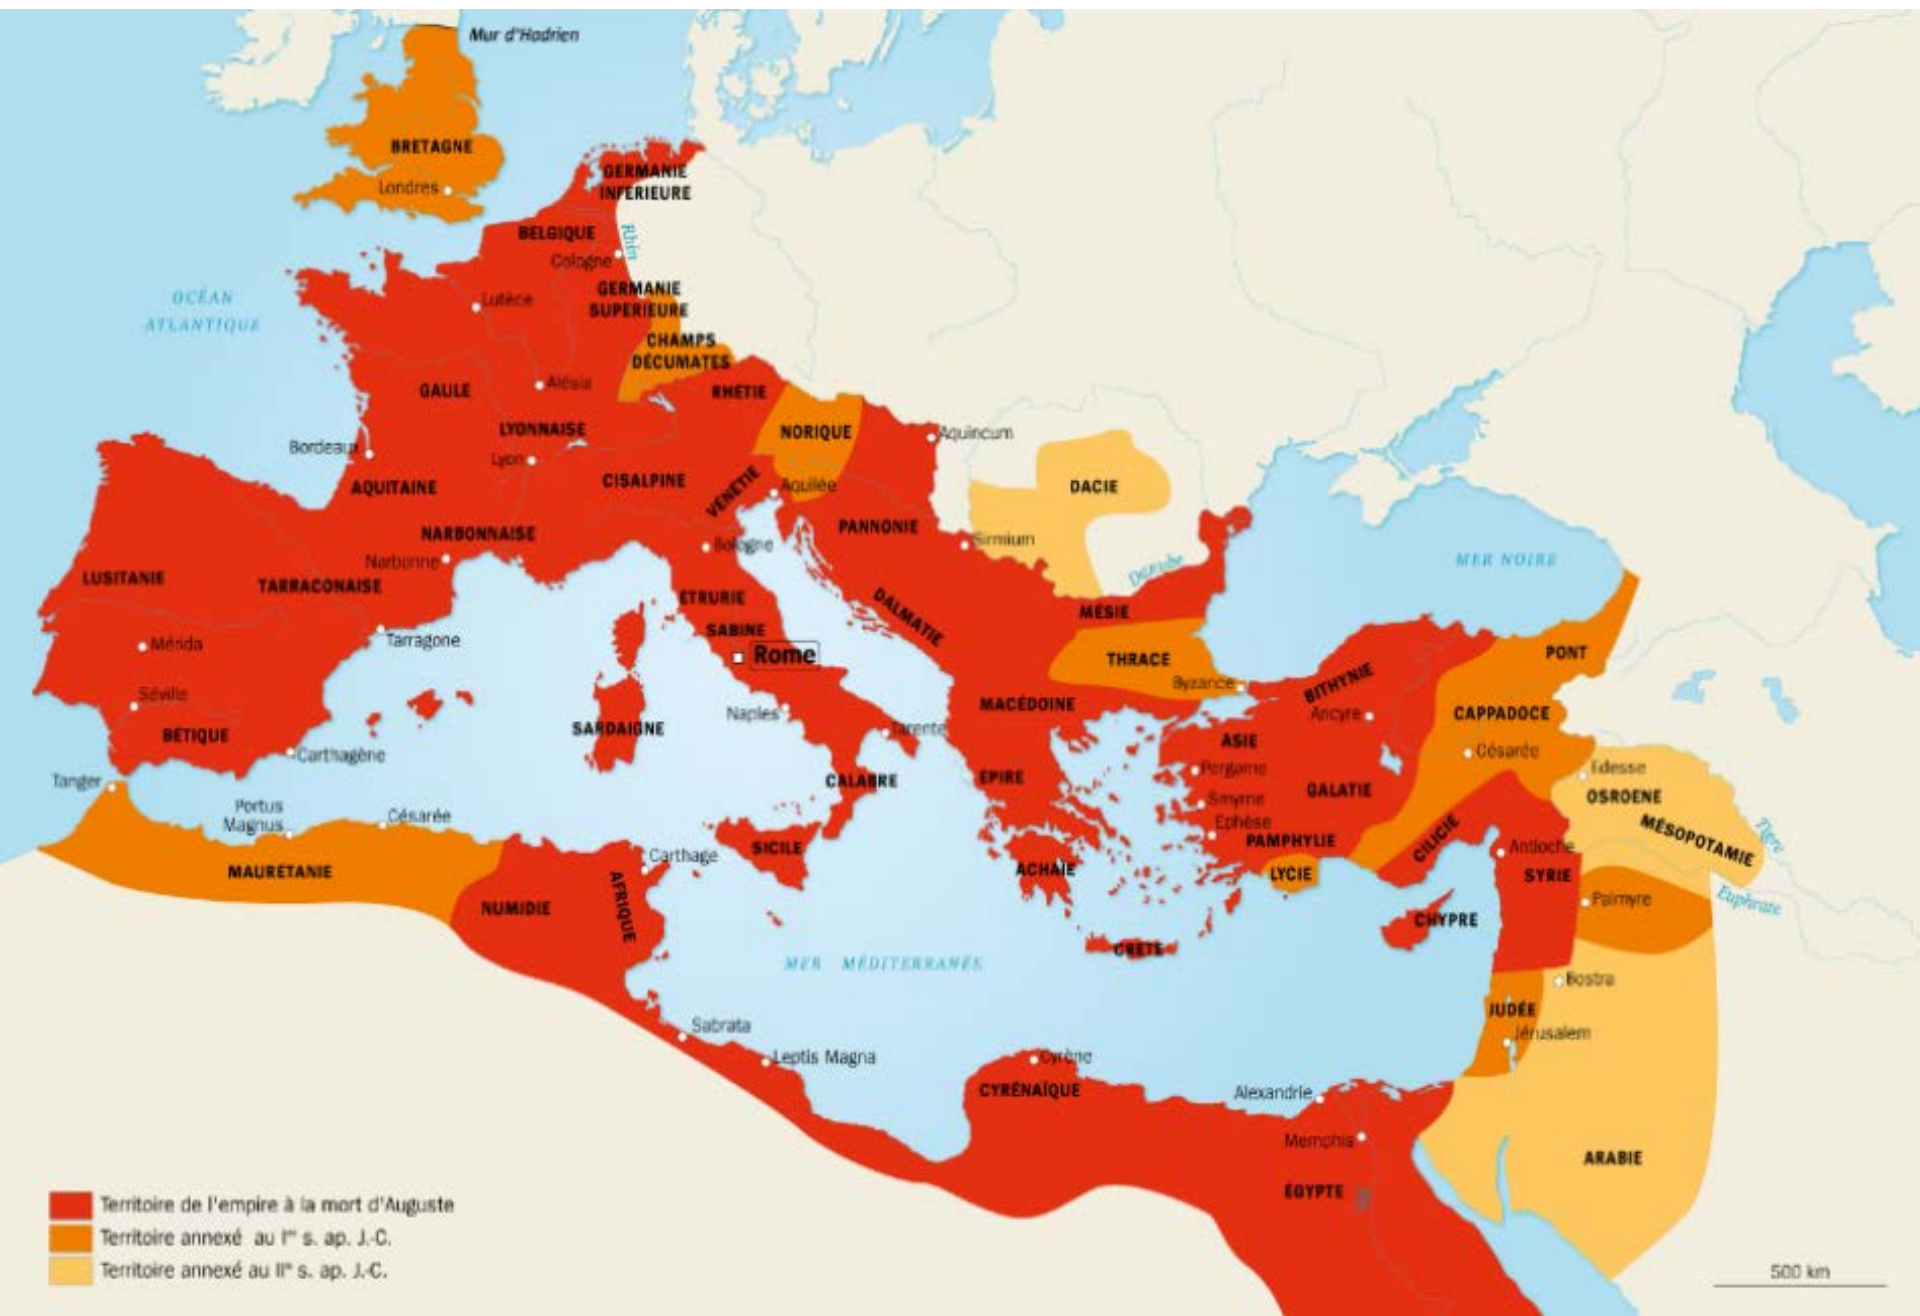 Mur d'Hadrien
BRETAGNE
Londres
GERMANIE
INFERIEURE
BELGIQUE
Rhin
Cologne
GERMANIE
SUPERIEURE
OCÉAN
ATLANTIQUE
Lutèce
CHAMPS
DÉCUMATES
GAULE
Alésia
RHÉTIE
LYONNAISE
NORIQUE
Aquincum
Bordeaux
Lyon
AQUITAINE
CISALPINE
VENETIE
Aquilée
DACIE
NARBONNAISE
PANNONIE
Bologne
Sirmium
Narbonne
MER NOIRE
Danube
LUSITANIE
TARRACONAISE
ETRURIE
DALMATIE
MÉSIE
SABINE
Mérida
Tarragone
Rome
THRACE
PONT
Byzance
BITHYNIE
Séville
Naples
MACÉDOINE
Ancyre
CAPPADOCE
BÉTIQUE
SARDAIGNE
Tarente
ASIE
Césarée
Carthagène
Pergame
Edesse
Tanger
CALABRE
EPIRE
GALATIE
OSROENE
Portus
Magnus
Césarée
Smyrne
Ephèse
PAMPHYLIE
CILICIE
MÉSOPOTAMIE
Tigre
Carthage
SICILE
ACHAÏE
LYCIE
Antioche
SYRIE
MAURÉTANIE
NUMIDIE
AFRIQUE
Palmyre
Euphrate
CHYPRE
CRÈTE
MER MÉDITERRANÉE
Bostra
JUDÉE
Jérusalem
Sabrata
Leptis Magna
Cyrène
CYRÉNAÏQUE
Alexandrie
Memphis
ARABIE
EGYPTE
Territoire de l'empire à la mort d'Auguste
Territoire annexé au Iᵉʳ s. ap. J.-C.
Territoire annexé au IIᵉ s. ap. J.-C.
500 km